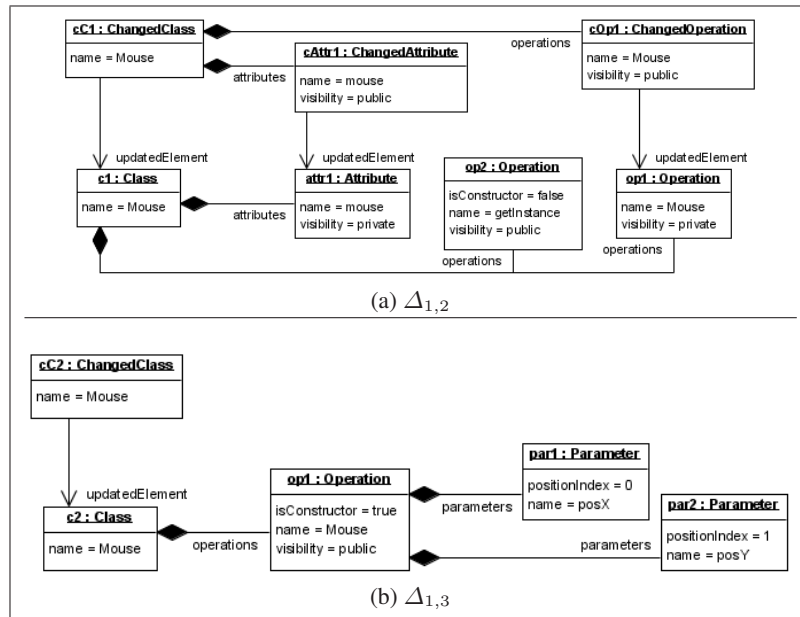 cC1 : ChangedClass
name = Mouse
operations
cOp1 : ChangedOperation
name = Mouse
visibility = public
attributes
cAttr1 : ChangedAttribute
name = mouse
visibility = public
updatedElement
updatedElement
updatedElement
c1 : Class
name = Mouse
attributes
attr1 : Attribute
name = mouse
visibility = private
op2 : Operation
isConstructor = false
name = getInstance
visibility = public
operations
op1 : Operation
name = Mouse
visibility = private
operations
(a) Δ1,2
cC2 : ChangedClass
name = Mouse
updatedElement
c2 : Class
name = Mouse
operations
op1 : Operation
isConstructor = true
name = Mouse
visibility = public
parameters
par1 : Parameter
positionIndex = 0
name = posX
parameters
par2 : Parameter
positionIndex = 1
name = posY
(b) Δ1,3